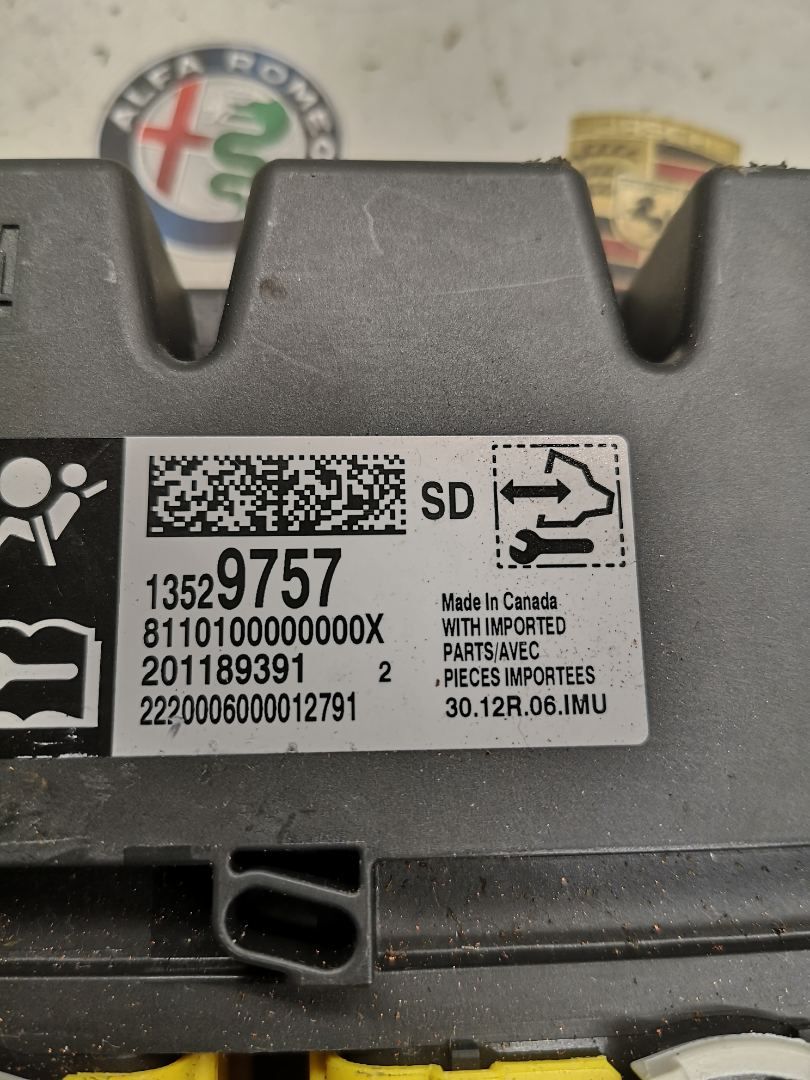 ALFA ROMEO
SD
13529757
8110100000000X
201189391 2
2220006000012791
Made In Canada
WITH IMPORTED
PARTS/AVEC
PIECES IMPORTEES
30.12R.06.IMU